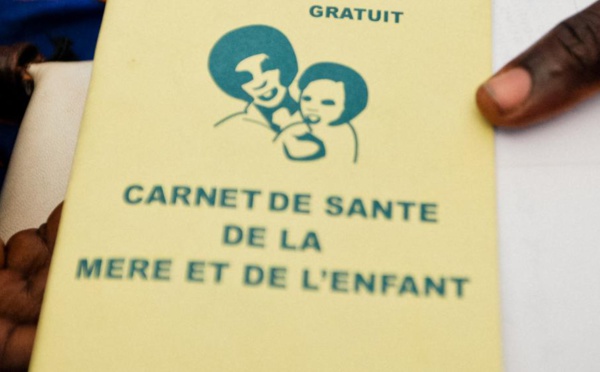 GRATUIT
CARNET DE SANTE
DE LA
MERE ET DE L'ENFANT